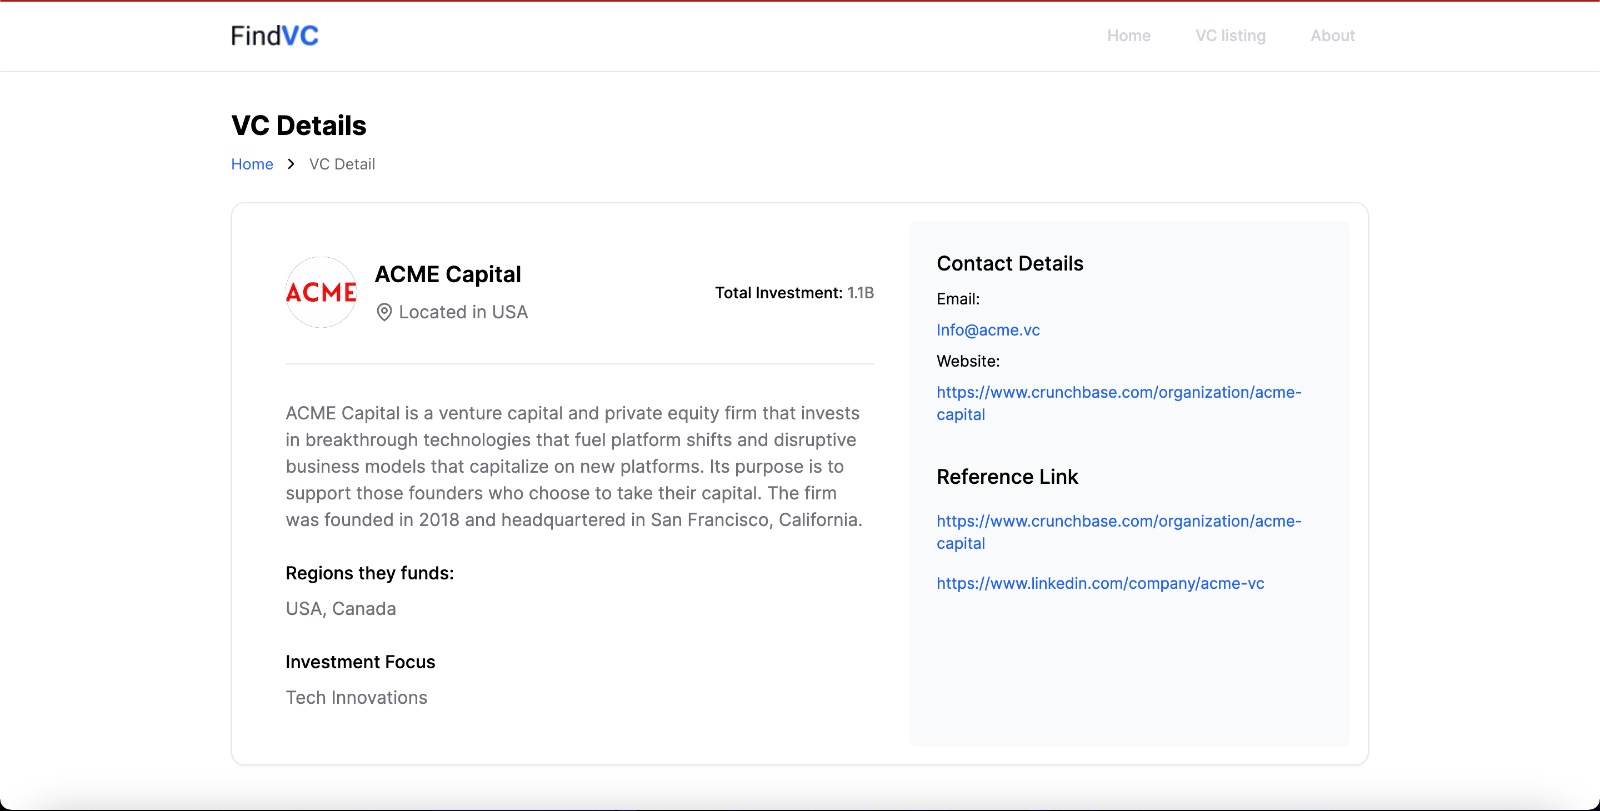 FindVC
Home
VC listing
About
VC Details
Home
VC Detail
ACME
ACME Capital
Located in USA
Total Investment: 1.1B
ACME Capital is a venture capital and private equity firm that invests
in breakthrough technologies that fuel platform shifts and disruptive
business models that capitalize on new platforms. Its purpose is to
support those founders who choose to take their capital. The firm
was founded in 2018 and headquartered in San Francisco, California.
Regions they funds:
USA, Canada
Investment Focus
Tech Innovations
Contact Details
Email:
Info@acme.vc
Website:
https://www.crunchbase.com/organization/acme-
capital
Reference Link
https://www.crunchbase.com/organization/acme-
capital
https://www.linkedin.com/company/acme-vc